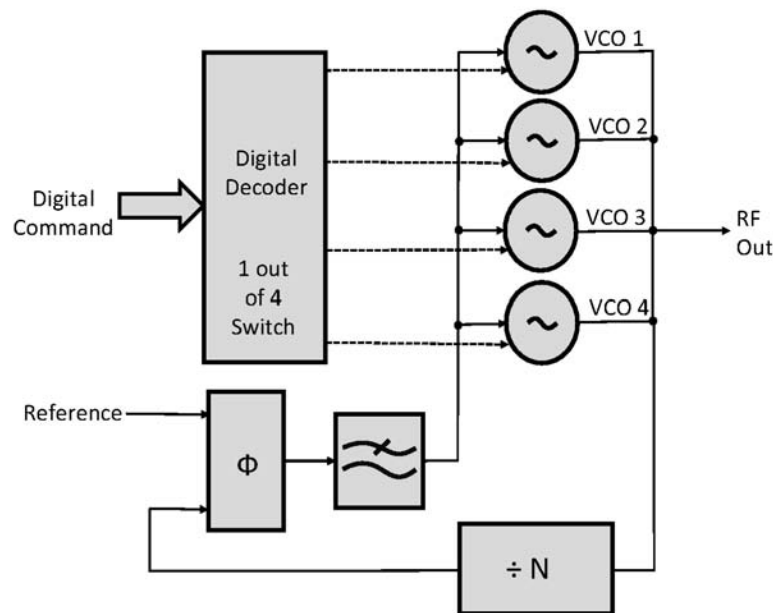 VCO 1
VCO 2
Digital
Decoder
Digital
Command
VCO 3
RF
Out
1 out
of 4
Switch
VCO 4
Reference
Φ
÷ N